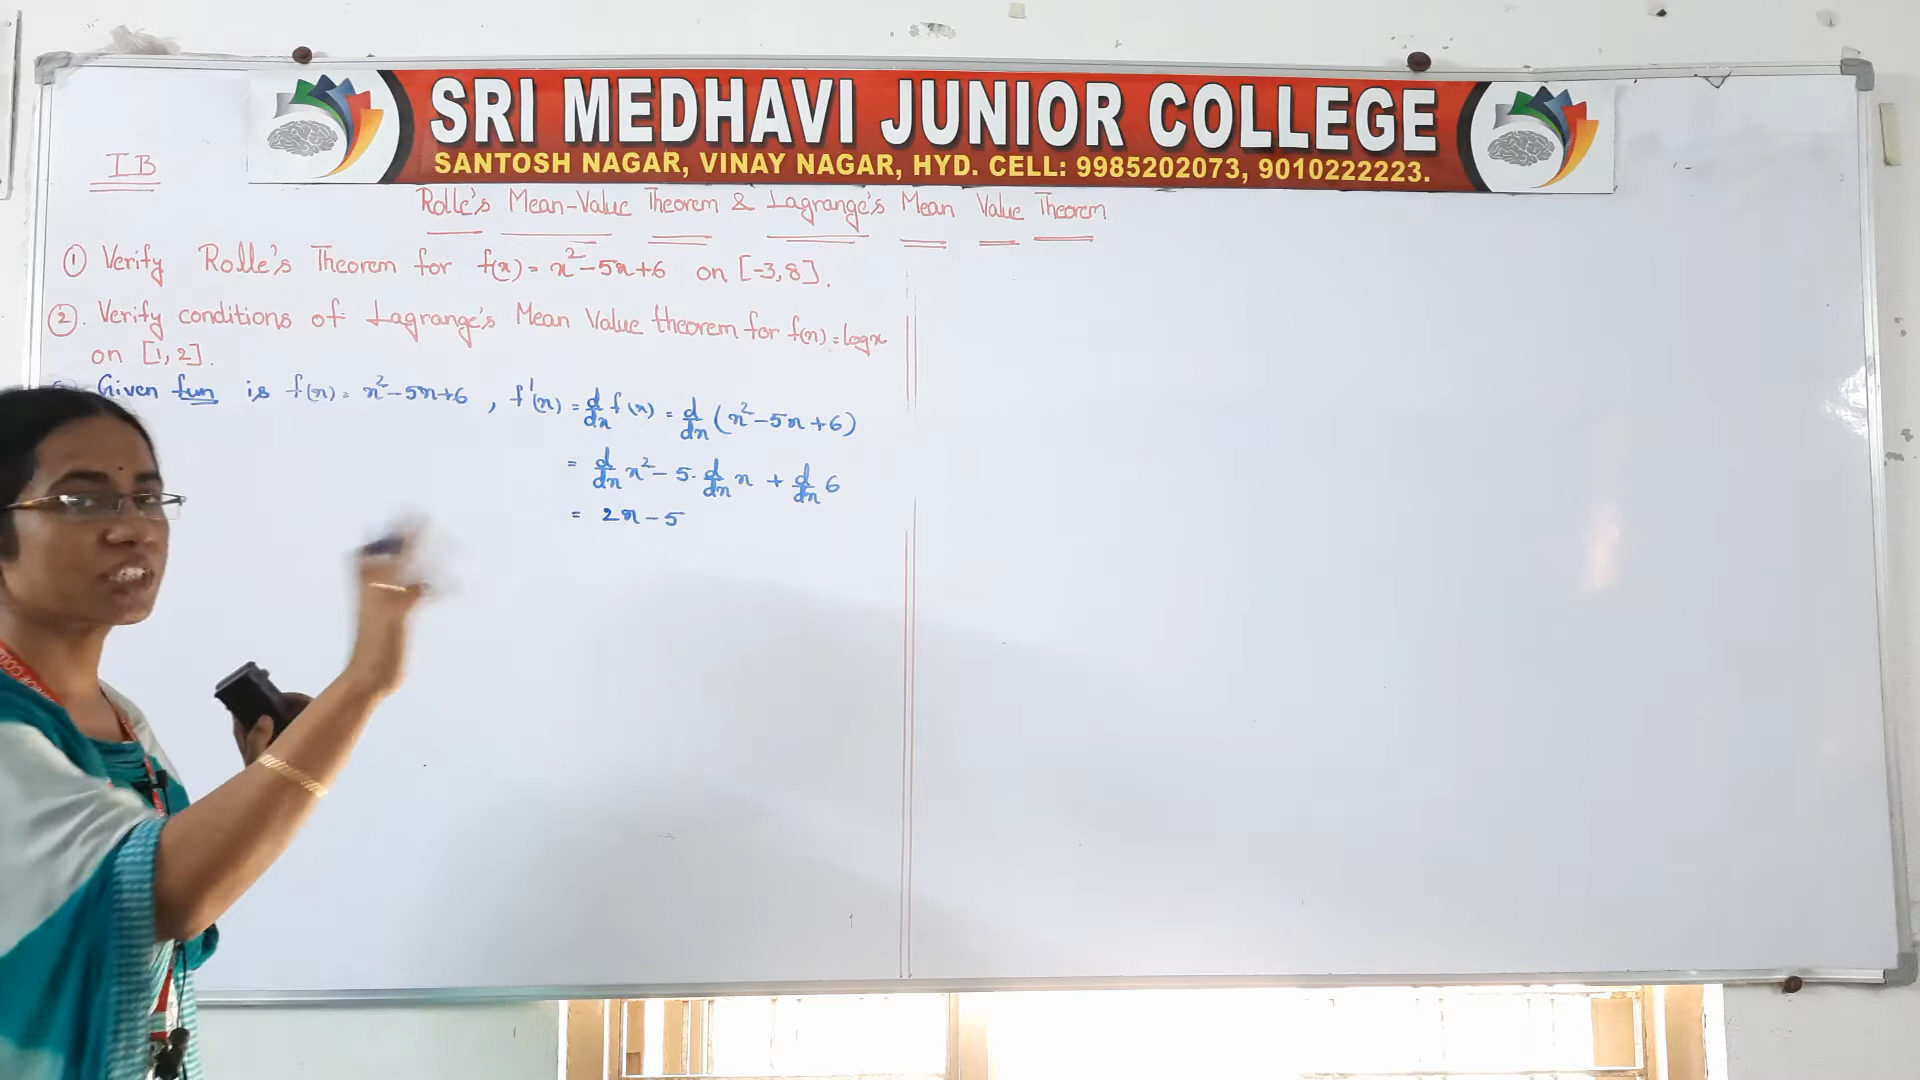 SRI MEDHAVI JUNIOR COLLEGE
SANTOSH NAGAR, VINAY NAGAR, HYD. CELL: 9985202073, 9010222223.
IB
Rolle's Mean-Value Theorem & Lagrange's Mean Value Theorem
① Verify Rolle's Theorem for f(x) = x² - 5x + 6 on [-3, 8].
②. Verify conditions of Lagrange's Mean Value theorem for f(x) = logx
on [1, 2].
Given fun is f(x) = x² - 5x + 6 , f'(x) = d/dx f(x) = d/dx (x² - 5x + 6)
= d/dx x² - 5. d/dx x + d/dx 6
= 2x - 5